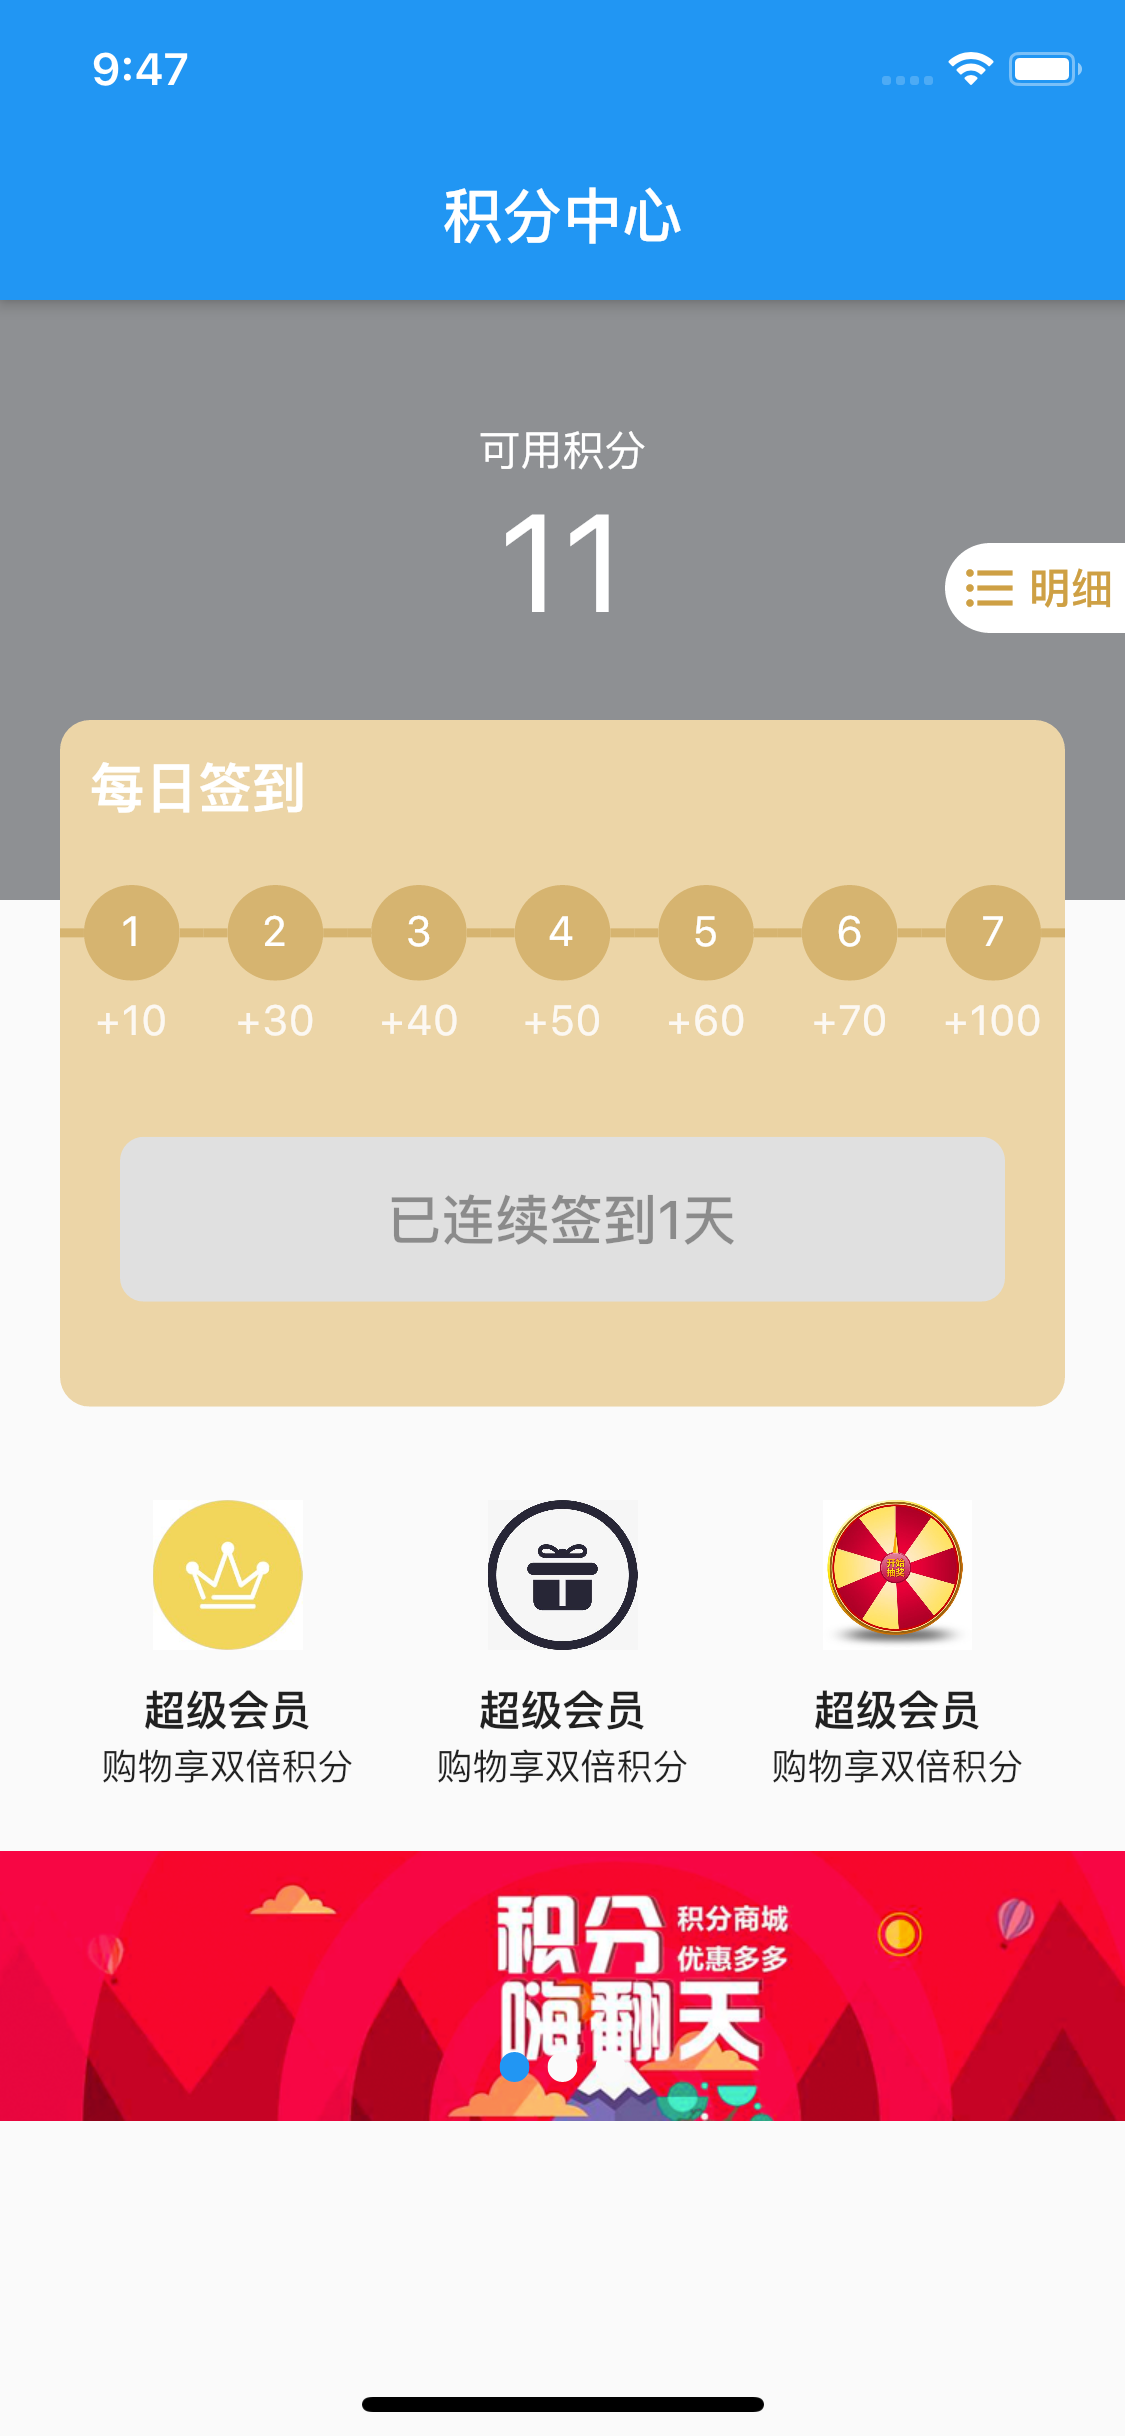 9:47
积分中心
可用积分
11
明细
每日签到
1 2 3 4 5 6 7
+10 +30 +40 +50 +60 +70 +100
已连续签到1天
开始
抽奖
超级会员 超级会员 超级会员
购物享双倍积分 购物享双倍积分 购物享双倍积分
积分 积分商城
优惠多多
嗨翻天